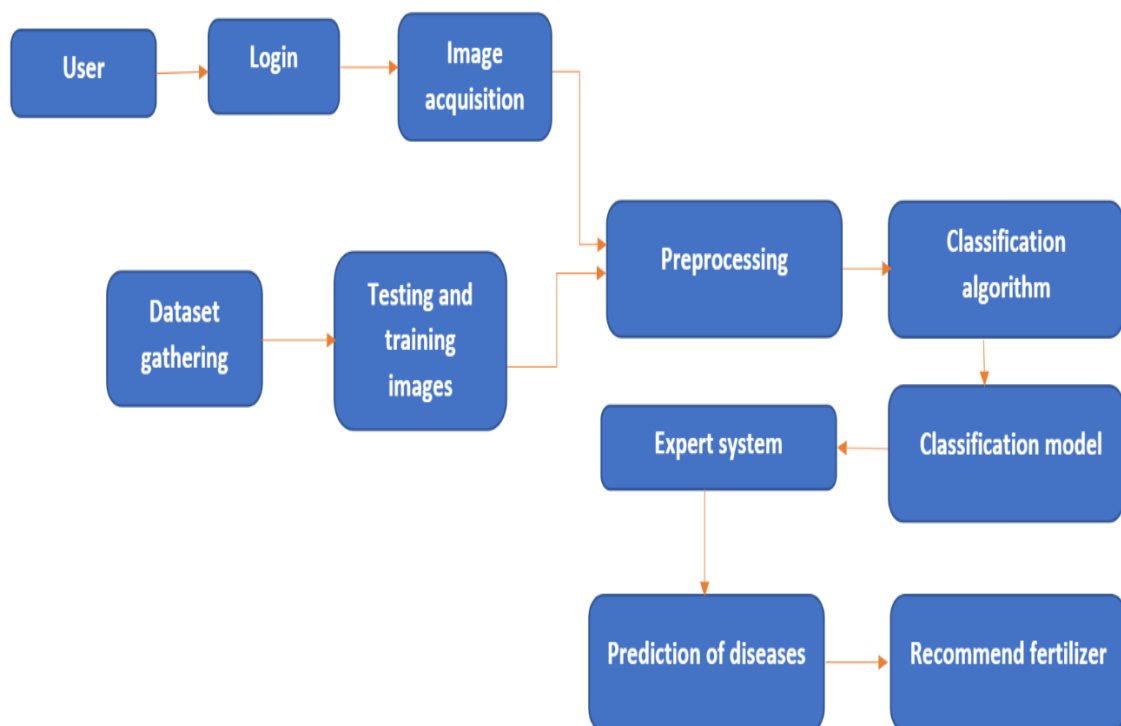 User
Login
Image
acquisition
Dataset
gathering
Testing and
training
images
Preprocessing
Classification
algorithm
Classification model
Expert system
Prediction of diseases
Recommend fertilizer